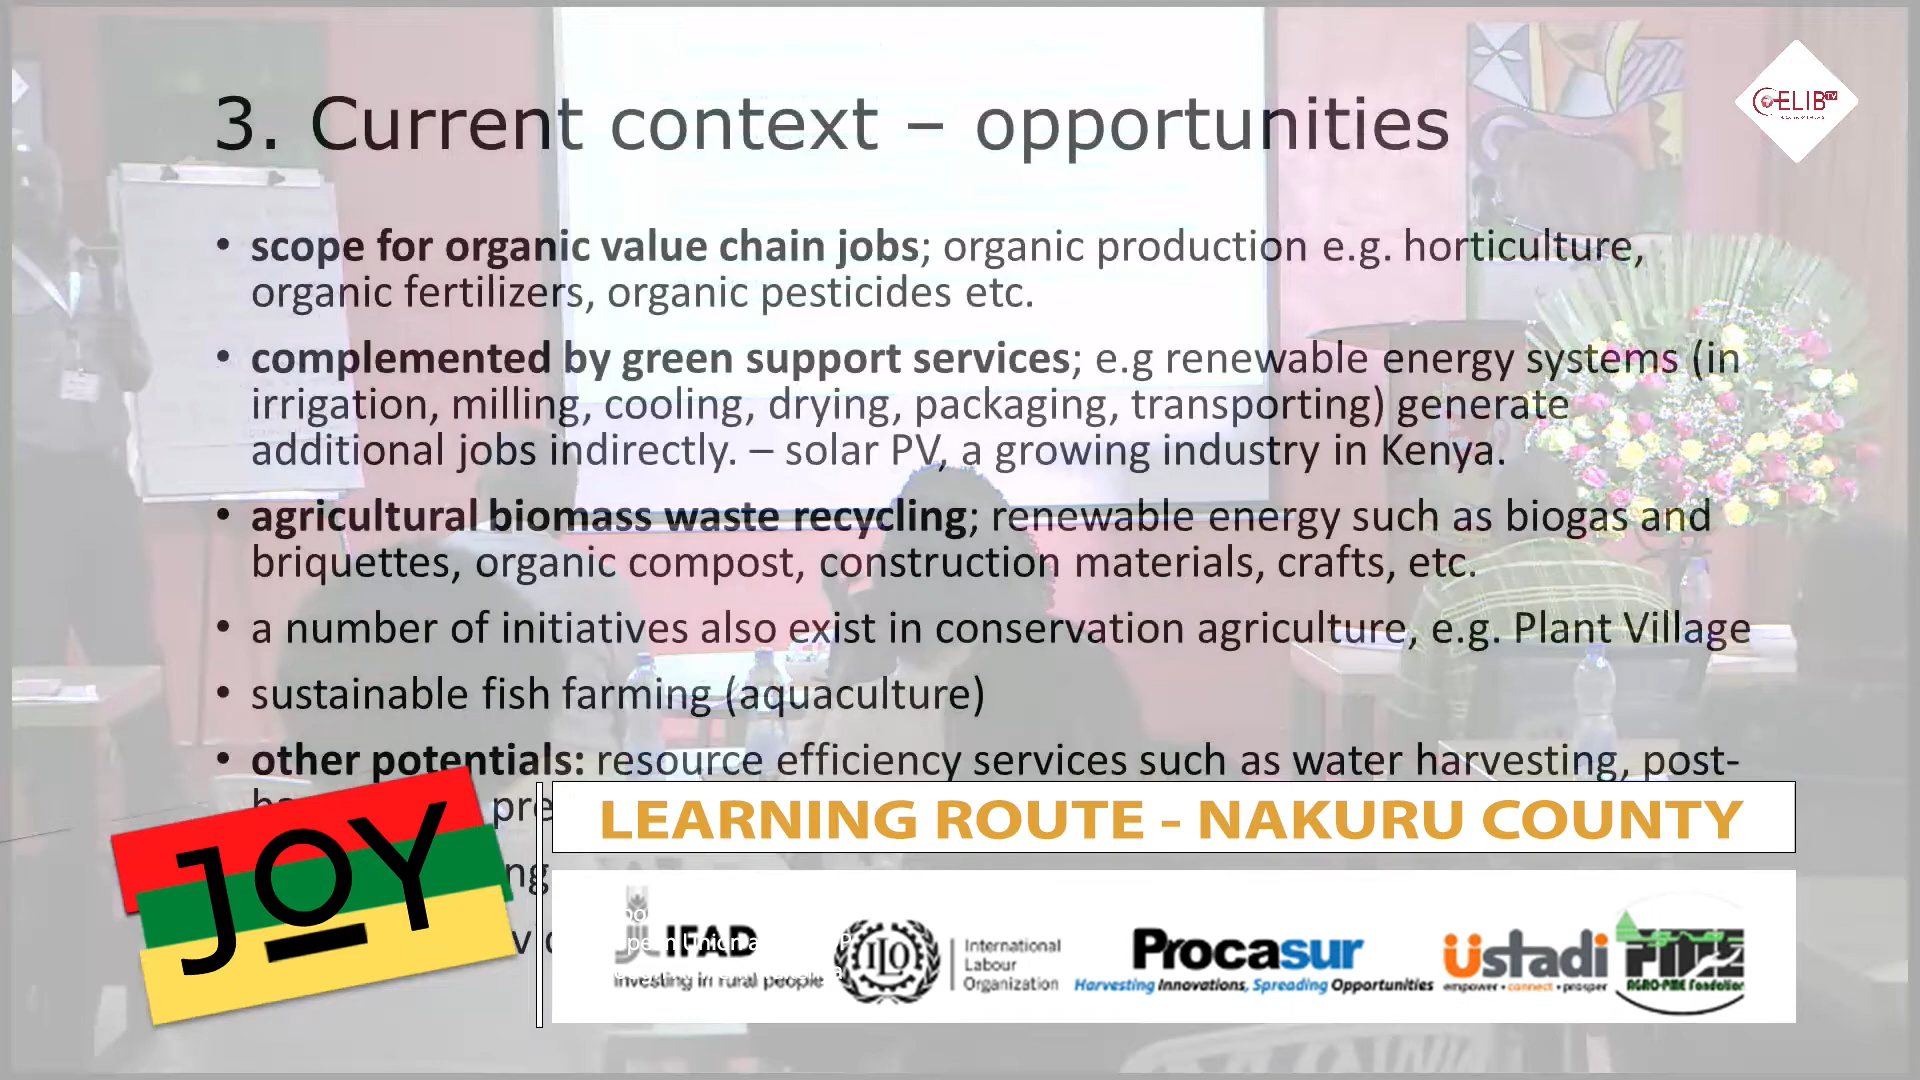 3. Current context – opportunities
• scope for organic value chain jobs; organic production e.g. horticulture,
organic fertilizers, organic pesticides etc.
• complemented by green support services; e.g renewable energy systems (in
irrigation, milling, cooling, drying, packaging, transporting) generate
additional jobs indirectly. – solar PV, a growing industry in Kenya.
• agricultural biomass waste recycling; renewable energy such as biogas and
briquettes, organic compost, construction materials, crafts, etc.
• a number of initiatives also exist in conservation agriculture, e.g. Plant Village
• sustainable fish farming (aquaculture)
• other potentials: resource efficiency services such as water harvesting, post-
CELIB TV
JOY
LEARNING ROUTE - NAKURU COUNTY
IFAD
Investing in rural people
ILO
International
Labour
Organization
Procasur
Harvesting Innovations, Spreading Opportunities
Ustadi
empower • connect • prosper
AGRO-PME Fondation